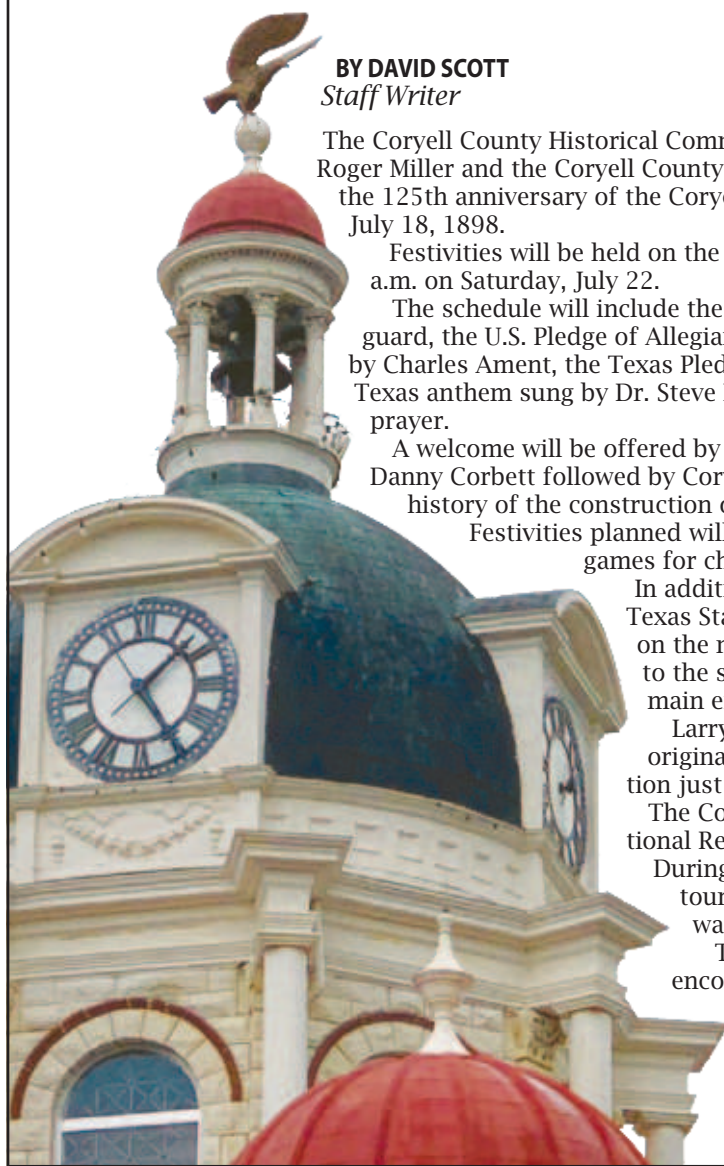 BY DAVID SCOTT
Staff Writer
The Coryell County Historical Comm
Roger Miller and the Coryell County
the 125th anniversary of the Corye
July 18, 1898.
Festivities will be held on the
a.m. on Saturday, July 22.
The schedule will include the
guard, the U.S. Pledge of Allegian
by Charles Ament, the Texas Pled
Texas anthem sung by Dr. Steve
prayer.
A welcome will be offered by
Danny Corbett followed by Cory
history of the construction o
Festivities planned will
games for ch
In additi
Texas Sta
on the n
to the s
main e
Larry
origina
tion just
The Co
tional Re
During
tour
wa
T
enco